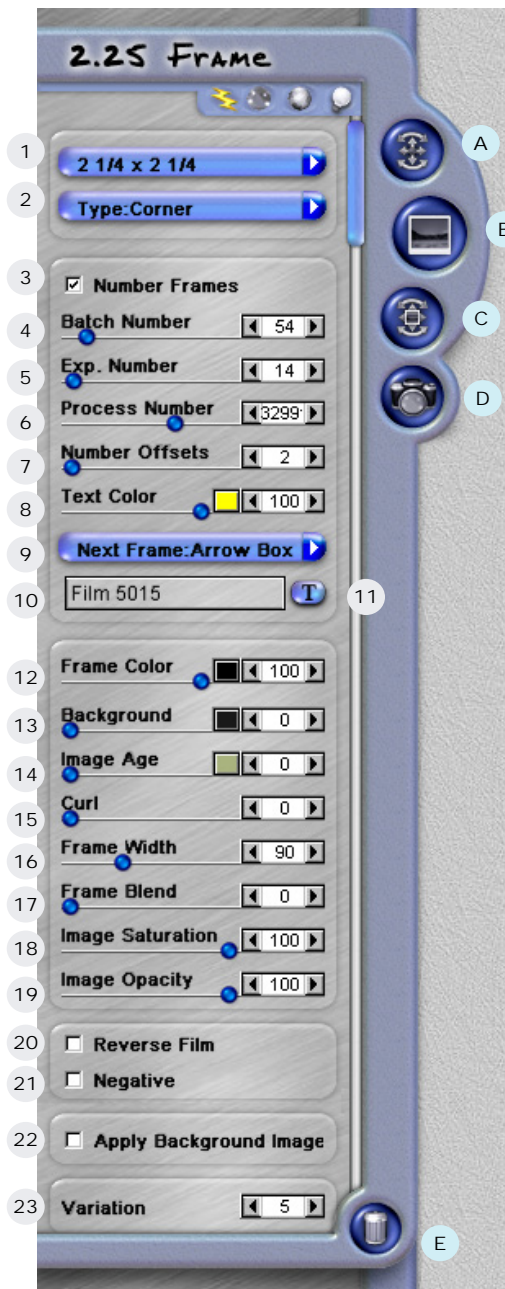 2.25 Frame
1
2 1/4 x 2 1/4
A
2
Type:Corner
B
3
Number Frames
4
Batch Number
54
C
5
Exp. Number
14
6
Process Number
3299
D
7
Number Offsets
2
8
Text Color
100
9
Next Frame:Arrow Box
10
Film 5015
T
11
12
Frame Color
100
13
Background
0
14
Image Age
0
15
Curl
0
16
Frame Width
90
17
Frame Blend
0
18
Image Saturation
100
19
Image Opacity
100
20
Reverse Film
21
Negative
22
Apply Background Image
23
Variation
5
E